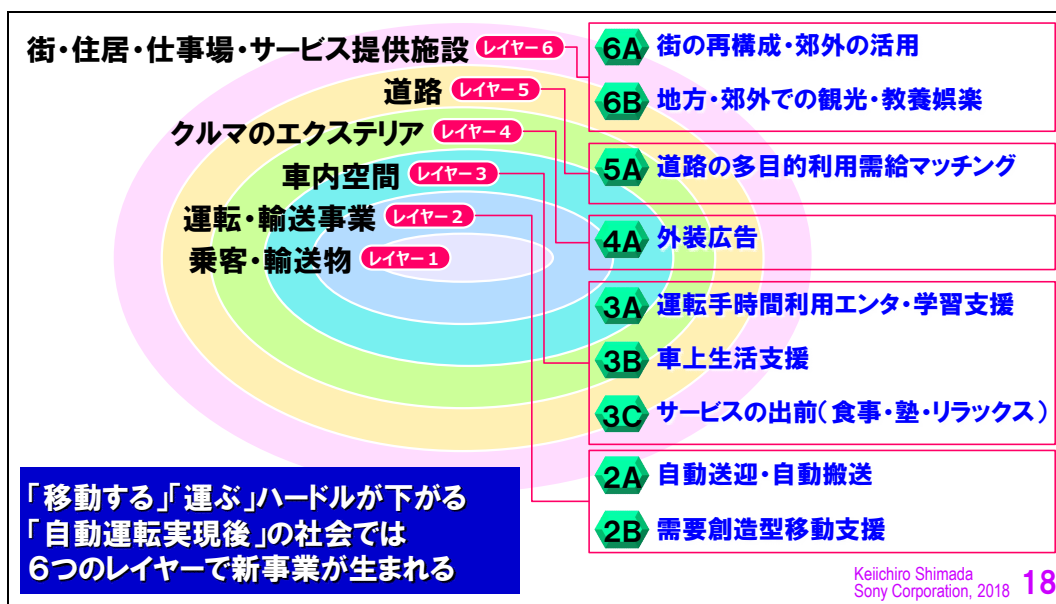 街・住居・仕事場・サービス提供施設 レイヤー6
道路 レイヤー5
クルマのエクステリア レイヤー4
車内空間 レイヤー3
運転・輸送事業 レイヤー2
乗客・輸送物 レイヤー1
6A 街の再構成・郊外の活用
6B 地方・郊外での観光・教養娯楽
5A 道路の多目的利用需給マッチング
4A 外装広告
3A 運転手時間利用エンタ・学習支援
3B 車上生活支援
3C サービスの出前(食事・塾・リラックス)
2A 自動送迎・自動搬送
2B 需要創造型移動支援
「移動する」「運ぶ」ハードルが下がる
「自動運転実現後」の社会では
6つのレイヤーで新事業が生まれる
Keiichiro Shimada
Sony Corporation, 2018 18